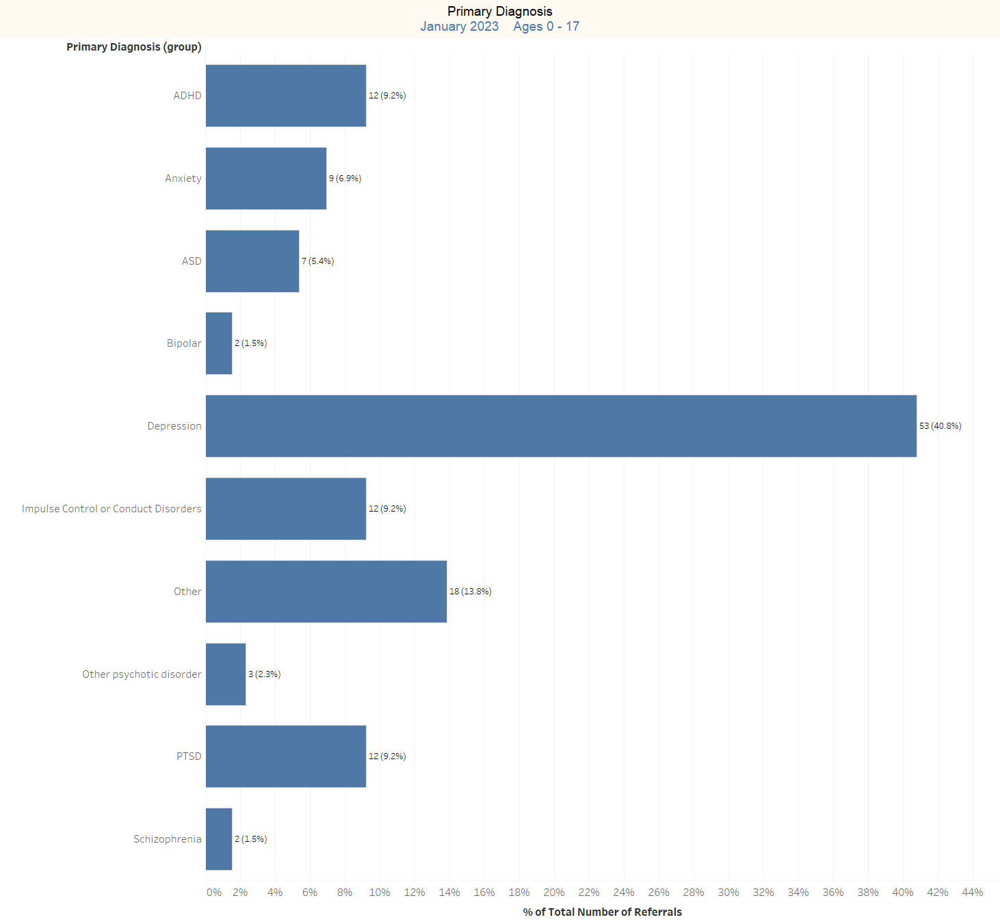 Primary Diagnosis
January 2023 Ages 0 - 17
Primary Diagnosis (group)
ADHD 12 (9.2%)
Anxiety 9 (6.9%)
ASD 7 (5.4%)
Bipolar 2 (1.5%)
Depression 53 (40.8%)
Impulse Control or Conduct Disorders 12 (9.2%)
Other 18 (13.8%)
Other psychotic disorder 3 (2.3%)
PTSD 12 (9.2%)
Schizophrenia 2 (1.5%)
0% 2% 4% 6% 8% 10% 12% 14% 16% 18% 20% 22% 24% 26% 28% 30% 32% 34% 36% 38% 40% 42% 44%
% of Total Number of Referrals